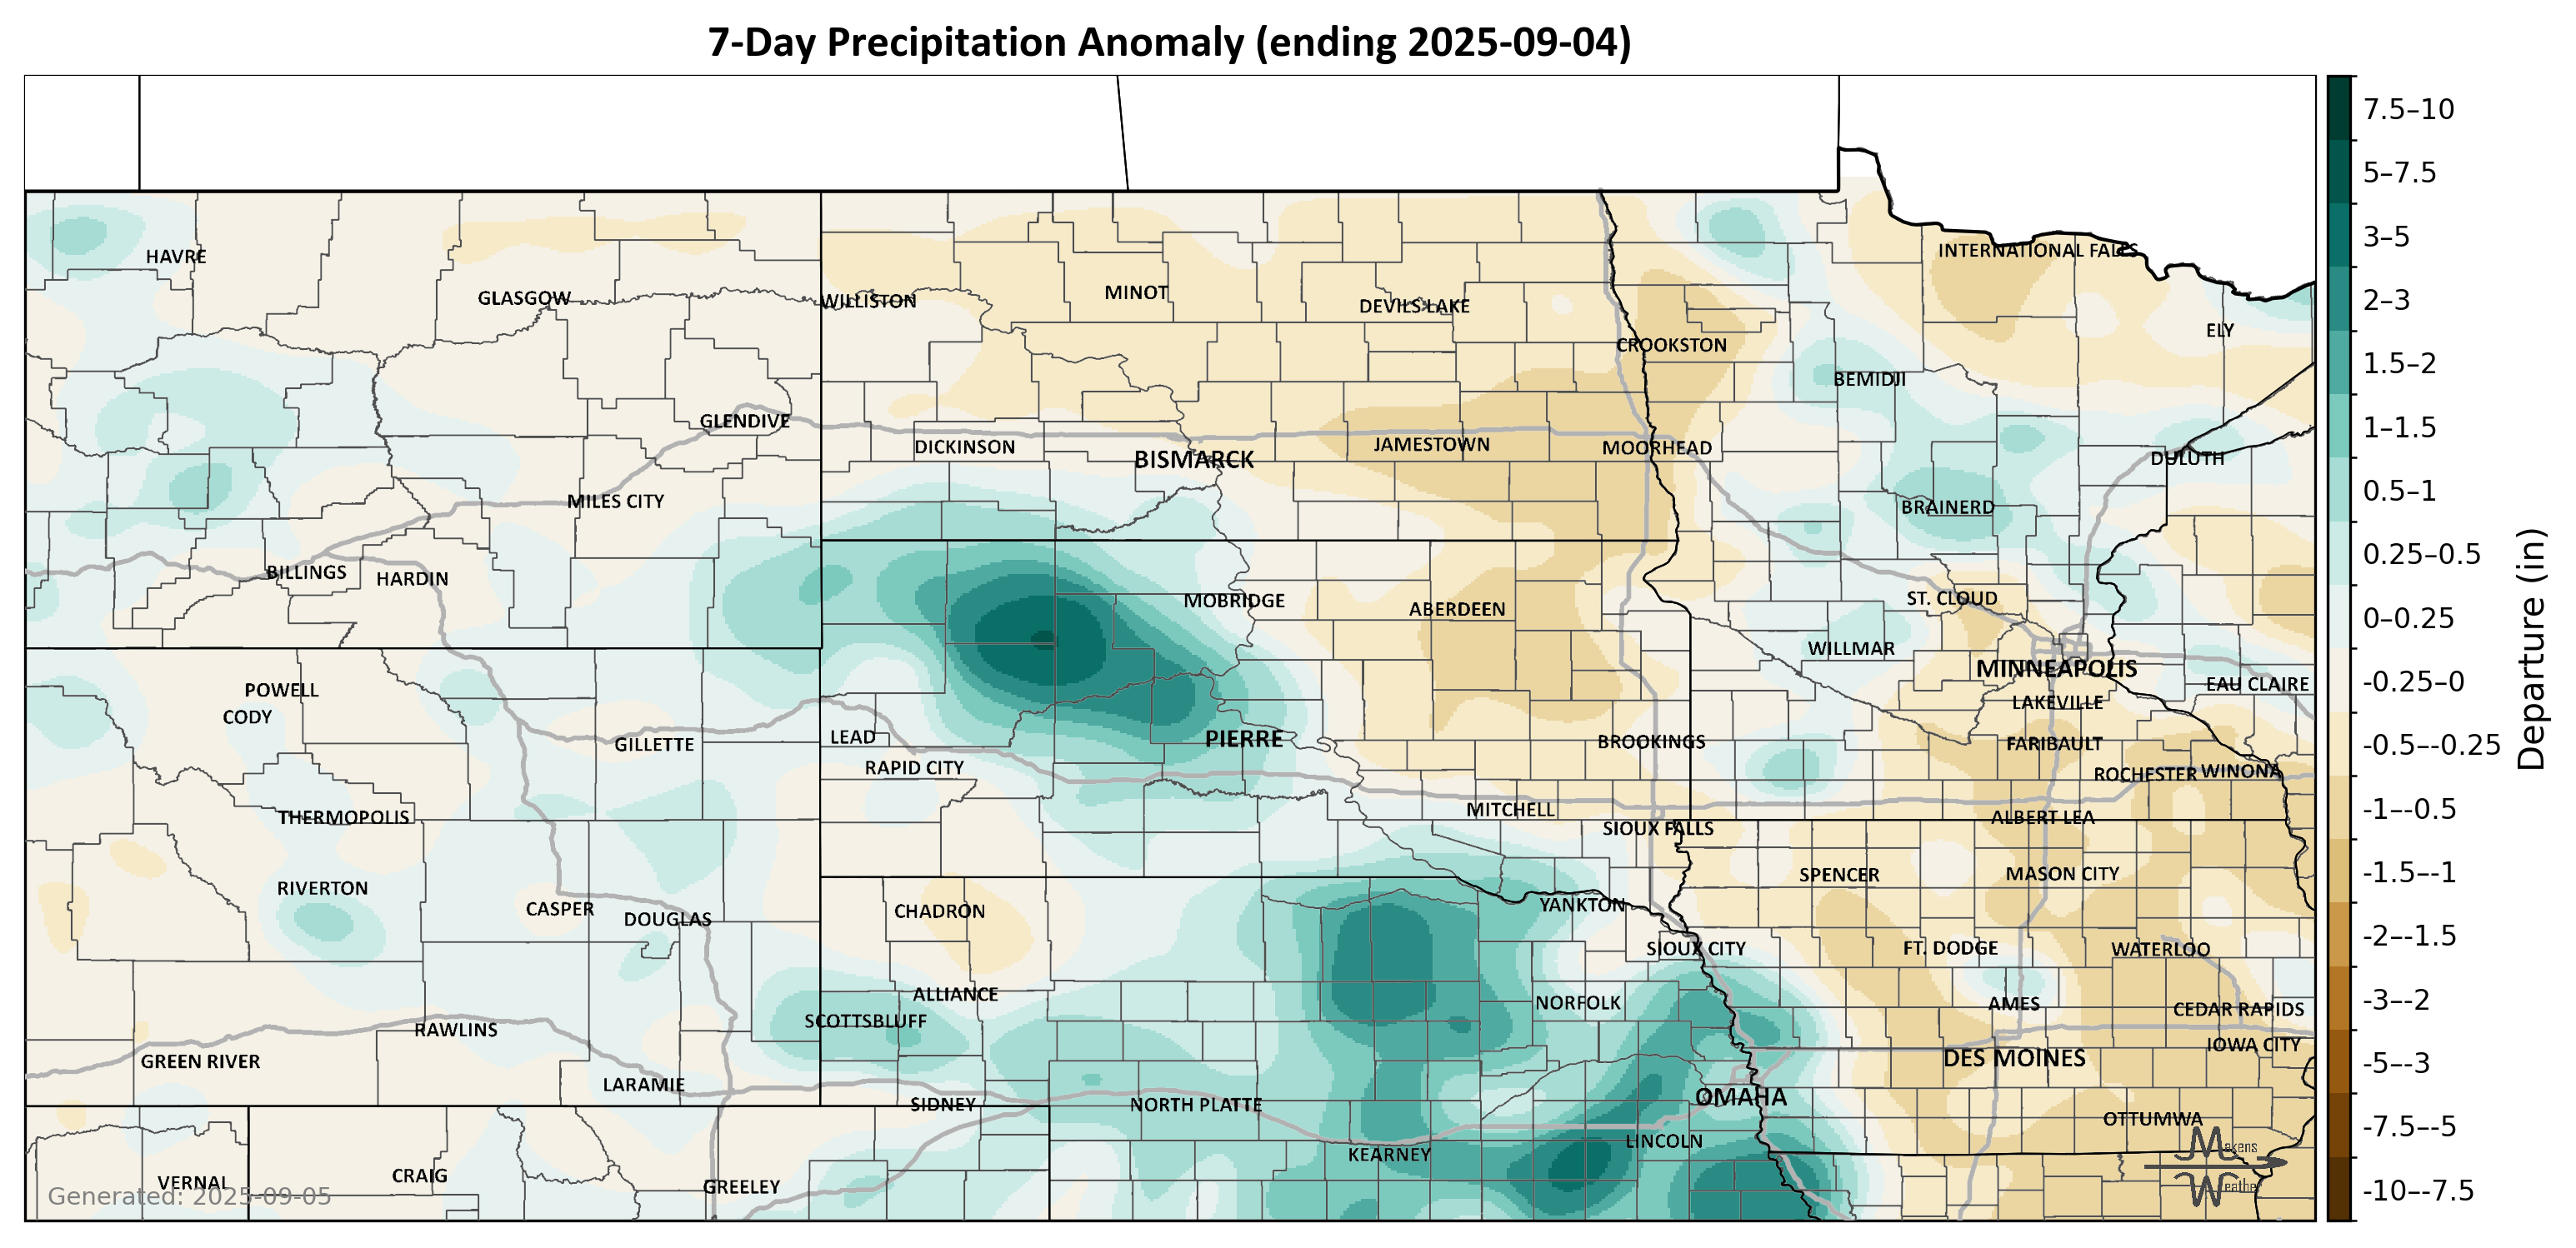 7-Day Precipitation Anomaly (ending 2025-09-04)
7.5–10
5–7.5
3–5
2–3
1.5–2
1–1.5
0.5–1
0.25–0.5
0–0.25
-0.25–0
-0.5–-0.25
-1–-0.5
-1.5–-1
-2–-1.5
-3–-2
-5–-3
-7.5–-5
-10–-7.5
Departure (in)
HAVRE
INTERNATIONAL FALLS
GLASGOW
WILLISTON
MINOT
DEVILS LAKE
ELY
CROOKSTON
BEMIDJI
GLENDIVE
DICKINSON
BISMARCK
JAMESTOWN
MOORHEAD
DULUTH
MILES CITY
BRAINERD
BILLINGS
HARDIN
MOBRIDGE
ABERDEEN
ST. CLOUD
WILLMAR
MINNEAPOLIS
POWELL
CODY
EAU CLAIRE
LAKEVILLE
GILLETTE
LEAD
PIERRE
BROOKINGS
FARIBAULT
RAPID CITY
ROCHESTER
WINONA
THERMOPOLIS
MITCHELL
SIOUX FALLS
ALBERT LEA
RIVERTON
SPENCER
MASON CITY
CASPER
DOUGLAS
CHADRON
YANKTON
SIOUX CITY
FT. DODGE
WATERLOO
ALLIANCE
NORFOLK
AMES
CEDAR RAPIDS
SCOTTSBLUFF
RAWLINS
IOWA CITY
GREEN RIVER
DES MOINES
LARAMIE
SIDNEY
NORTH PLATTE
OMAHA
OTTUMWA
LINCOLN
KEARNEY
VERNAL
CRAIG
GREELEY
Makens
Weather
Generated: 2025-09-05